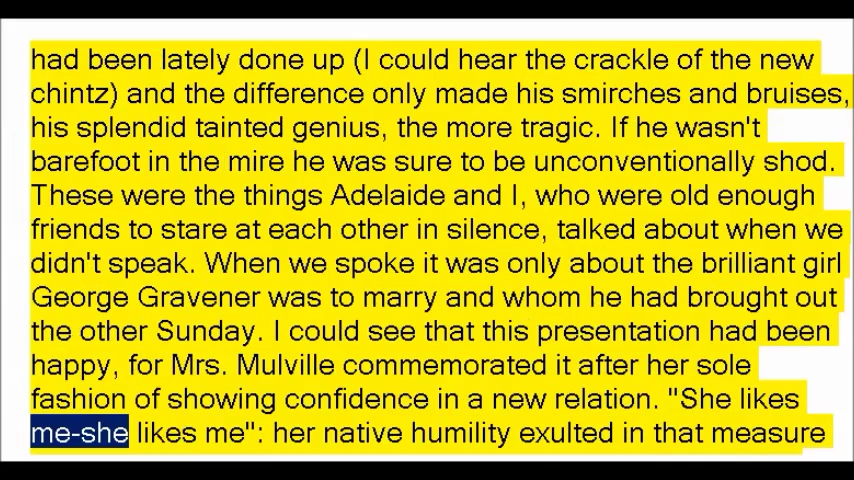 had been lately done up (I could hear the crackle of the new
chintz) and the difference only made his smirches and bruises,
his splendid tainted genius, the more tragic. If he wasn't
barefoot in the mire he was sure to be unconventionally shod.
These were the things Adelaide and I, who were old enough
friends to stare at each other in silence, talked about when we
didn't speak. When we spoke it was only about the brilliant girl
George Gravener was to marry and whom he had brought out
the other Sunday. I could see that this presentation had been
happy, for Mrs. Mulville commemorated it after her sole
fashion of showing confidence in a new relation. "She likes
me-she likes me": her native humility exulted in that measure